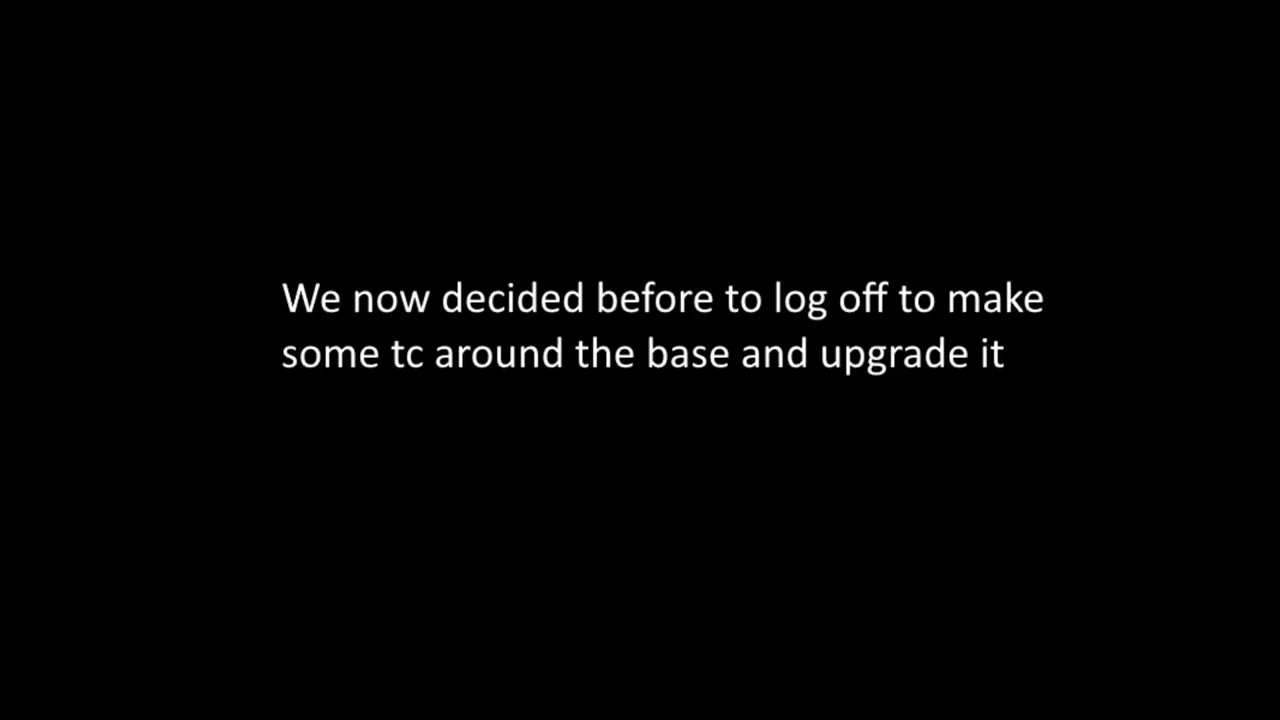 We now decided before to log off to make
some tc around the base and upgrade it